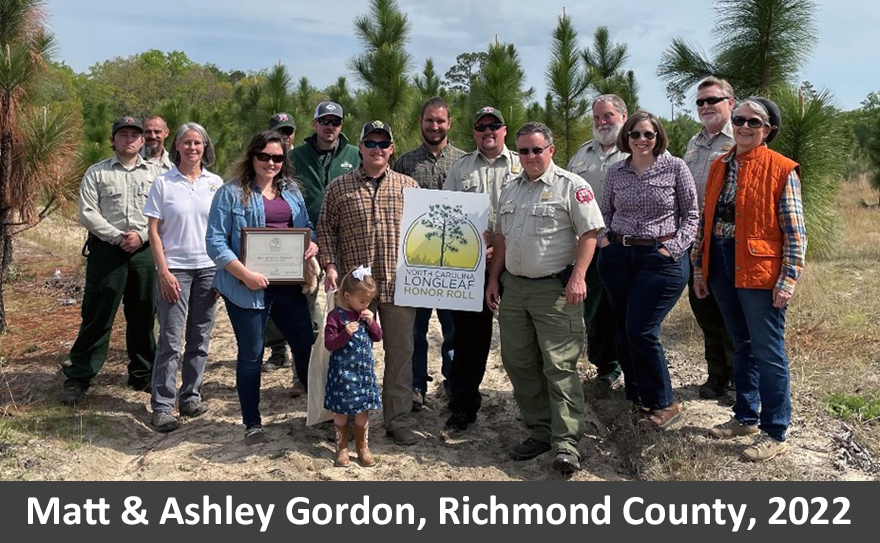 NORTH CAROLINA
LONGLEAF
HONOR ROLL
Matt & Ashley Gordon, Richmond County, 2022